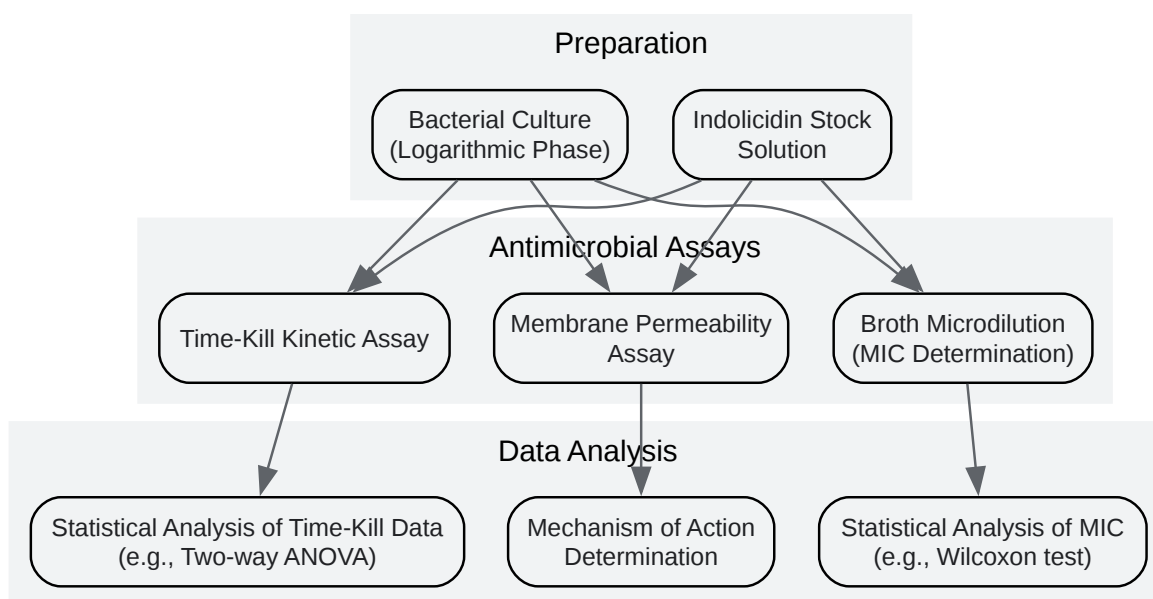 Preparation
Bacterial Culture
(Logarithmic Phase)
Indolicidin Stock
Solution
Antimicrobial Assays
Time-Kill Kinetic Assay
Membrane Permeability
Assay
Broth Microdilution
(MIC Determination)
Data Analysis
Statistical Analysis of Time-Kill Data
(e.g., Two-way ANOVA)
Mechanism of Action
Determination
Statistical Analysis of MIC
(e.g., Wilcoxon test)